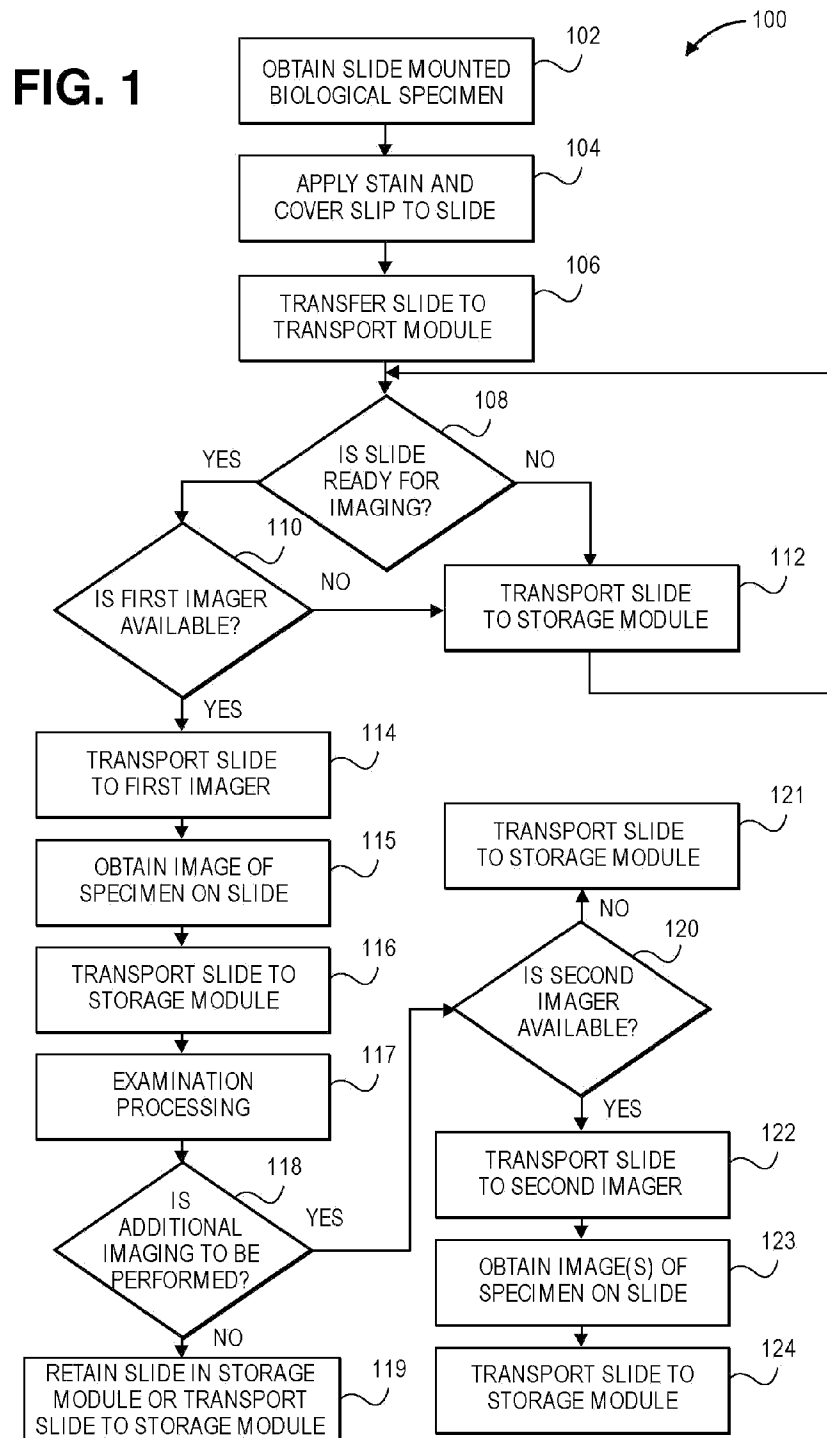 FIG. 1
100
102
OBTAIN SLIDE MOUNTED
BIOLOGICAL SPECIMEN
104
APPLY STAIN AND
COVER SLIP TO SLIDE
106
TRANSFER SLIDE TO
TRANSPORT MODULE
108
IS SLIDE
READY FOR
IMAGING?
YES
NO
110
IS FIRST IMAGER
AVAILABLE?
NO
YES
112
TRANSPORT SLIDE
TO STORAGE MODULE
114
TRANSPORT SLIDE
TO FIRST IMAGER
115
OBTAIN IMAGE OF
SPECIMEN ON SLIDE
116
TRANSPORT SLIDE TO
STORAGE MODULE
117
EXAMINATION
PROCESSING
118
IS
ADDITIONAL
IMAGING TO BE
PERFORMED?
YES
NO
119
RETAIN SLIDE IN STORAGE
MODULE OR TRANSPORT
SLIDE TO STORAGE MODULE
121
TRANSPORT SLIDE
TO STORAGE MODULE
NO
120
IS SECOND
IMAGER
AVAILABLE?
YES
122
TRANSPORT SLIDE
TO SECOND IMAGER
123
OBTAIN IMAGE(S) OF
SPECIMEN ON SLIDE
124
TRANSPORT SLIDE TO
STORAGE MODULE